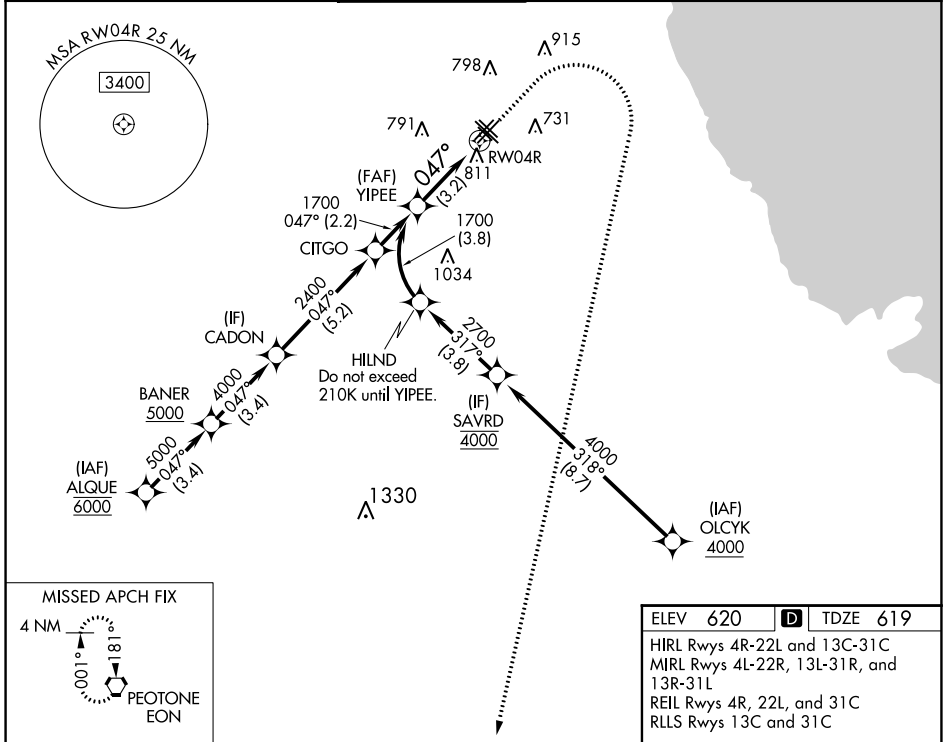 MSA RW04R 25 NM
3400
915
798
791
731
RW04R
811
(FAF)
YIPEE
047°
(3.2)
1700
047° (2.2)
1700
(3.8)
CITGO
1034
2400
047°
(5.2)
(IF)
CADON
HILND
Do not exceed
210K until YIPEE.
2700
317°
(3.8)
BANER
5000
4000
047°
(3.4)
(IF)
SAVRD
4000
(IAF)
ALQUE
6000
5000
047°
(3.4)
4000
318°
(8.7)
1330
(IAF)
OLCYK
4000
MISSED APCH FIX
4 NM
001°
181°
PEOTONE
EON
ELEV 620 D TDZE 619
HIRL Rwys 4R-22L and 13C-31C
MIRL Rwys 4L-22R, 13L-31R, and
13R-31L
REIL Rwys 4R, 22L, and 31C
RLLS Rwys 13C and 31C